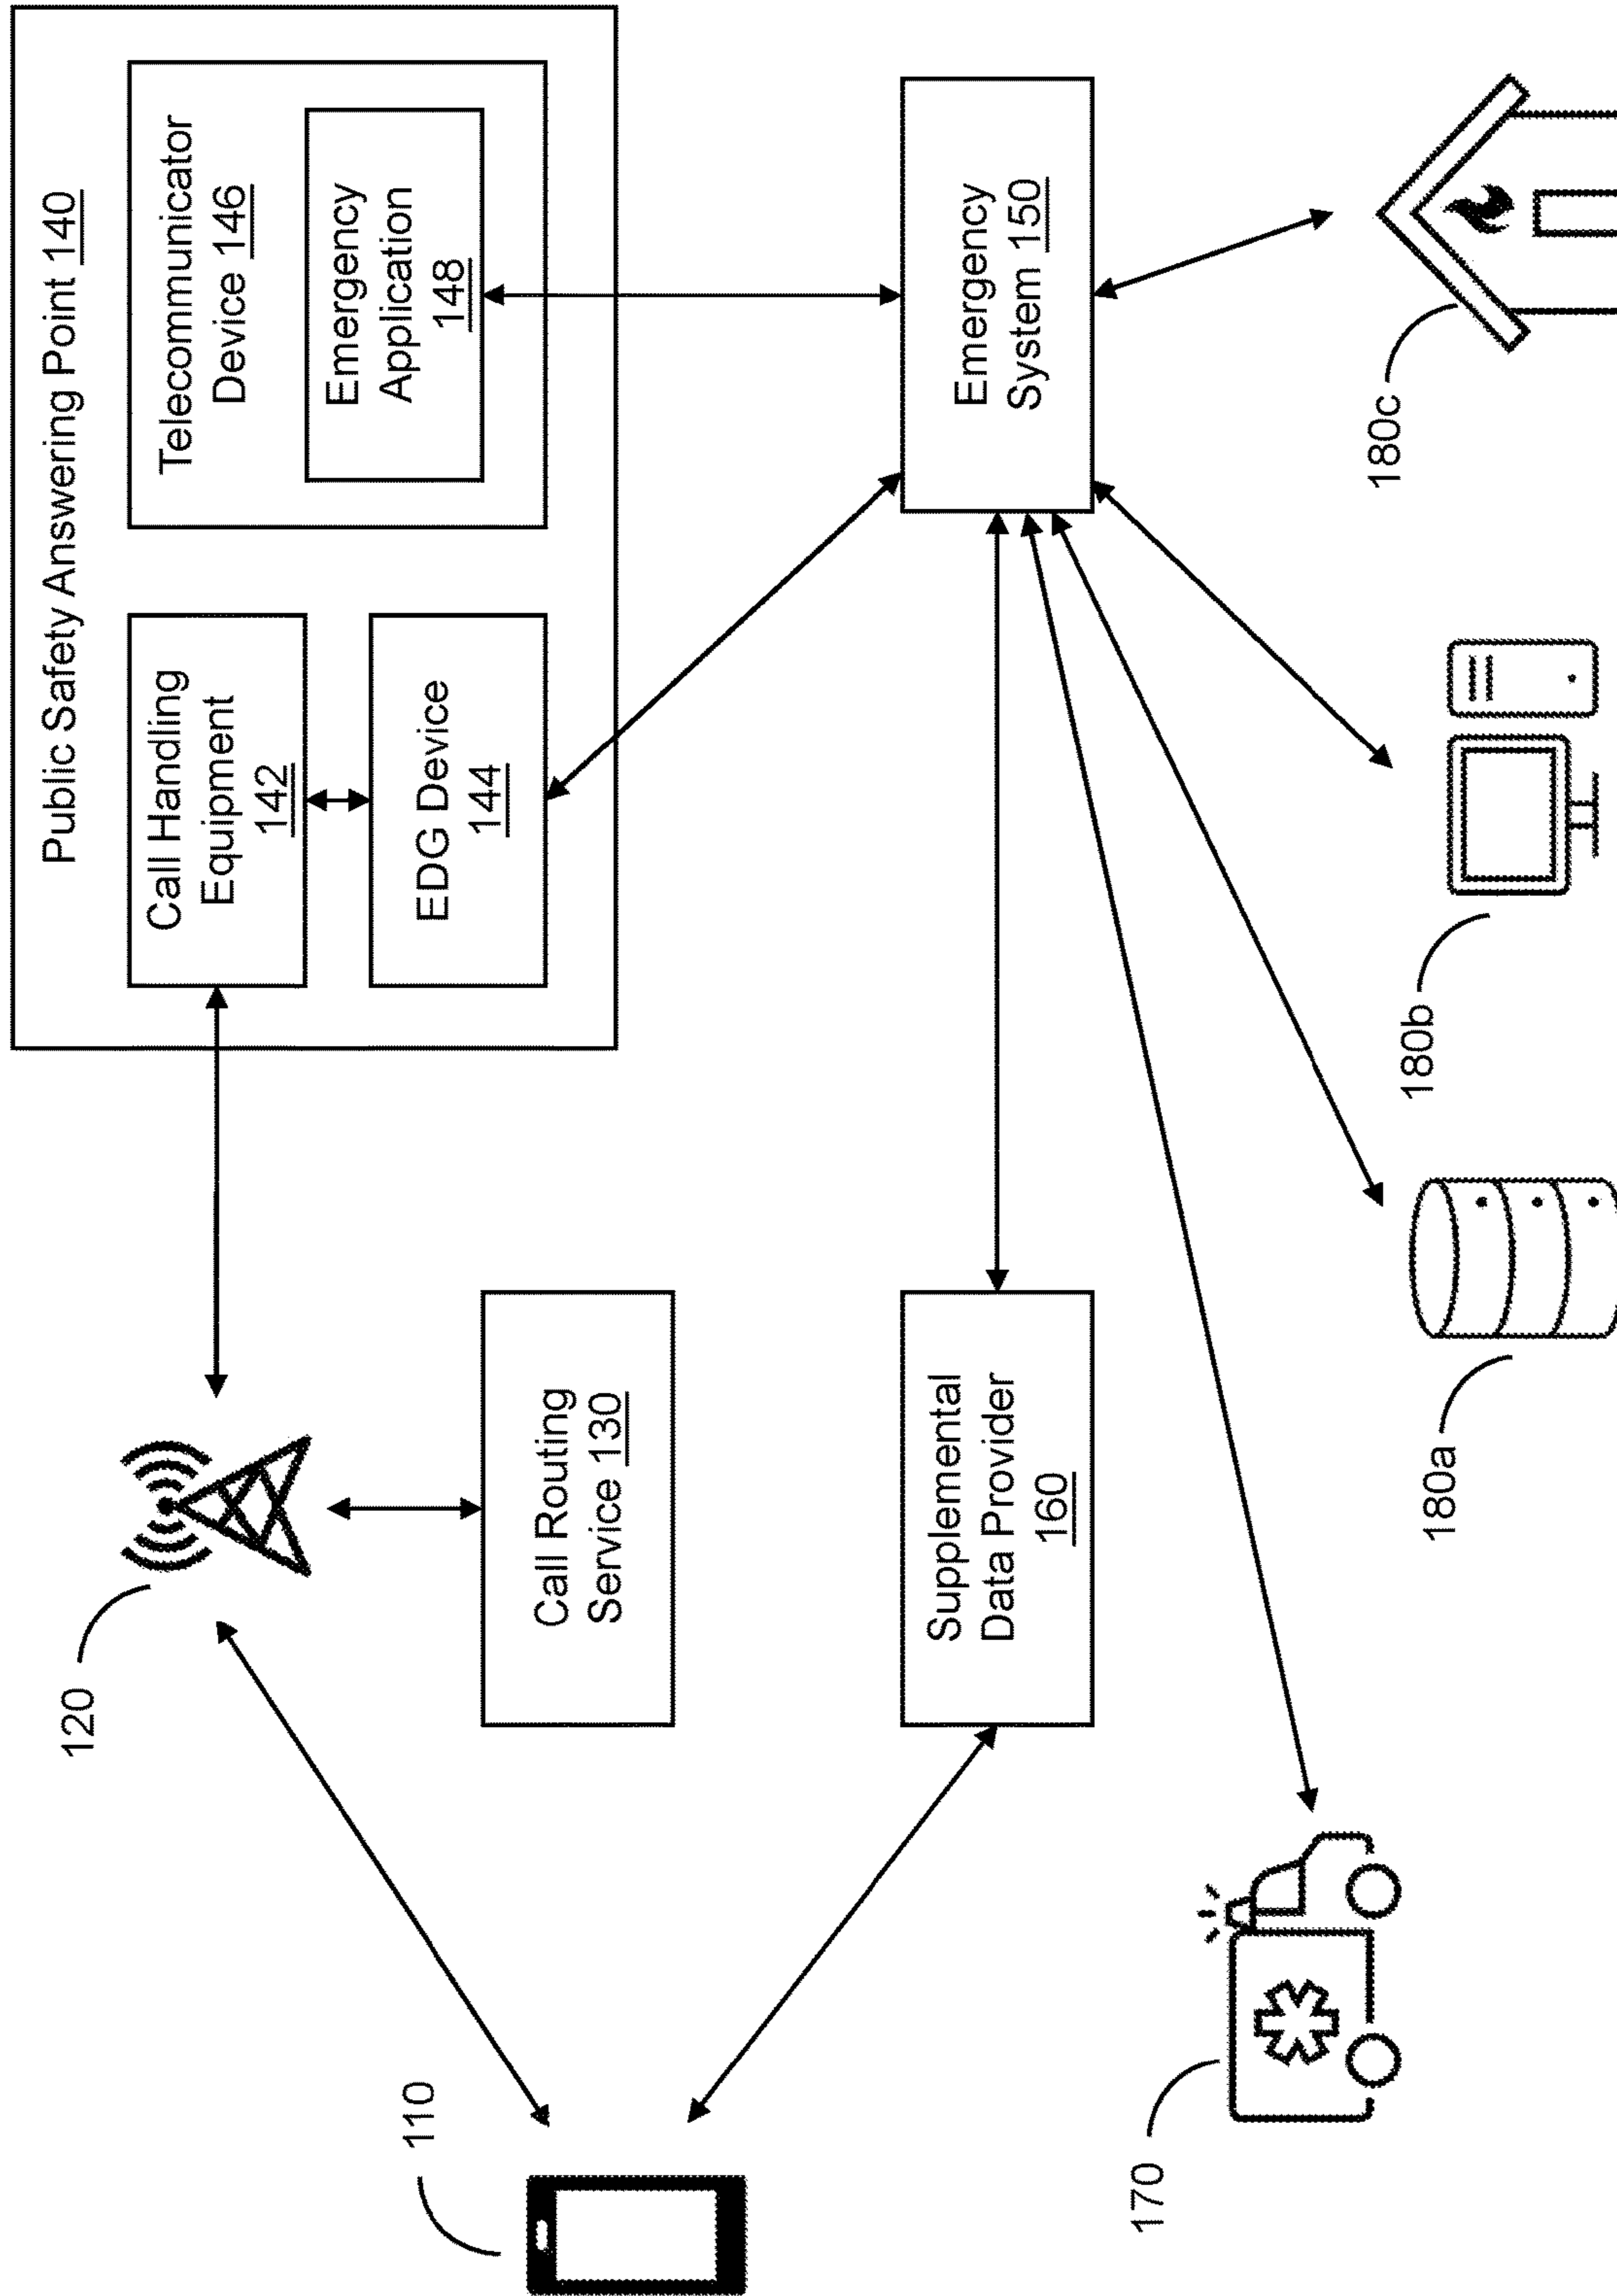 Public Safety Answering Point 140
Call Handling
Equipment
142
EDG Device
144
Telecommunicator
Device 146
Emergency
Application
148
120
110
Call Routing
Service 130
Supplemental
Data Provider
160
Emergency
System 150
170
180a
180b
180c